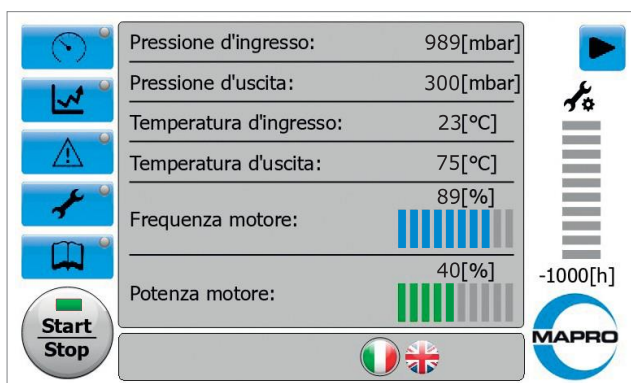 Pressione d'ingresso: 989[mbar]
Pressione d'uscita: 300[mbar]
Temperatura d'ingresso: 23[°C]
Temperatura d'uscita: 75[°C]
89[%]
Frequenza motore:
40[%]
Potenza motore:
-1000[h]
Start
Stop
MAPRO